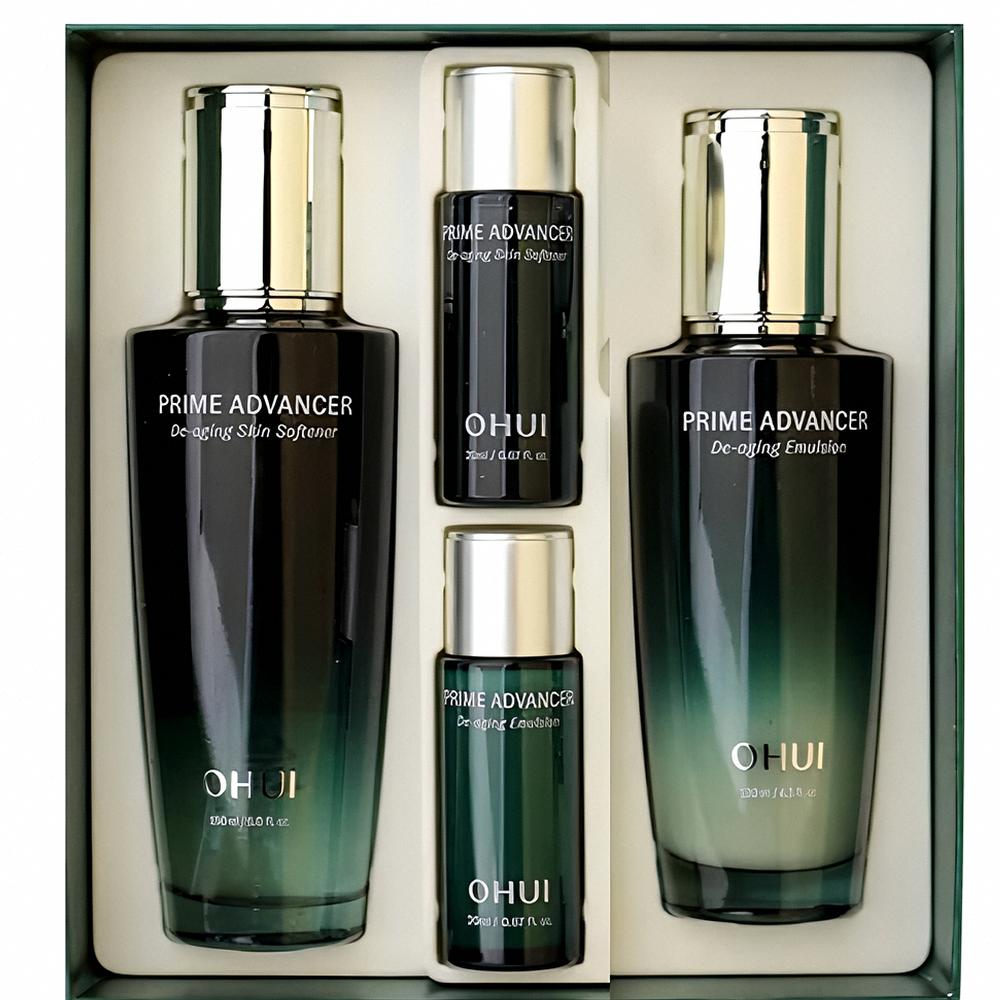 PRIME ADVANCER
De-aging Skin Softener
OHUI
PRIME ADVANCER
De-aging Skin Softener
OHUI
PRIME ADVANCER
De-aging Emulsion
OHUI
PRIME ADVANCER
De-aging Emulsion
OHUI